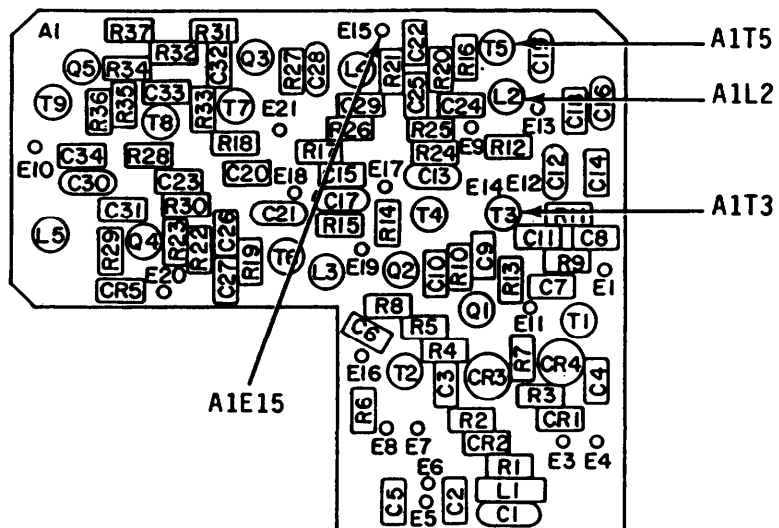 A1 R37 R31 E15 C22 R16 T5 C19 A1T5
R32 C32 Q3 R27 C28 L4 R21 R20
Q5 R34 L2 A1L2
T9 R36 R35 C33 R33 T7 C29 C25 C24 E13 C16
T8 E21 R26 R25 E9
R18 R24 R12
E10 C34 R28 R17 C12 C14
C30 C23 C20 E18 C15 E17 C13 E14 E12
C31 R30 C21 C17 R14 T4 T3 R11 A1T3
R15 C11 C8
L5 R29 Q4 R23 R22 C26 R19 T6 E19 C10 R10 C9 R13 R9
CR5 E20 C27 L3 Q2 C7 E1
R8 Q1 E11 T1
C6 R5
E16 R4 R7
T2 C3 CR3 CR4 C4
A1E15 R6 R3
R2 CR1
E8 E7 CR2 E3 E4
R1
E6 L1
C5 E5 C2 C1